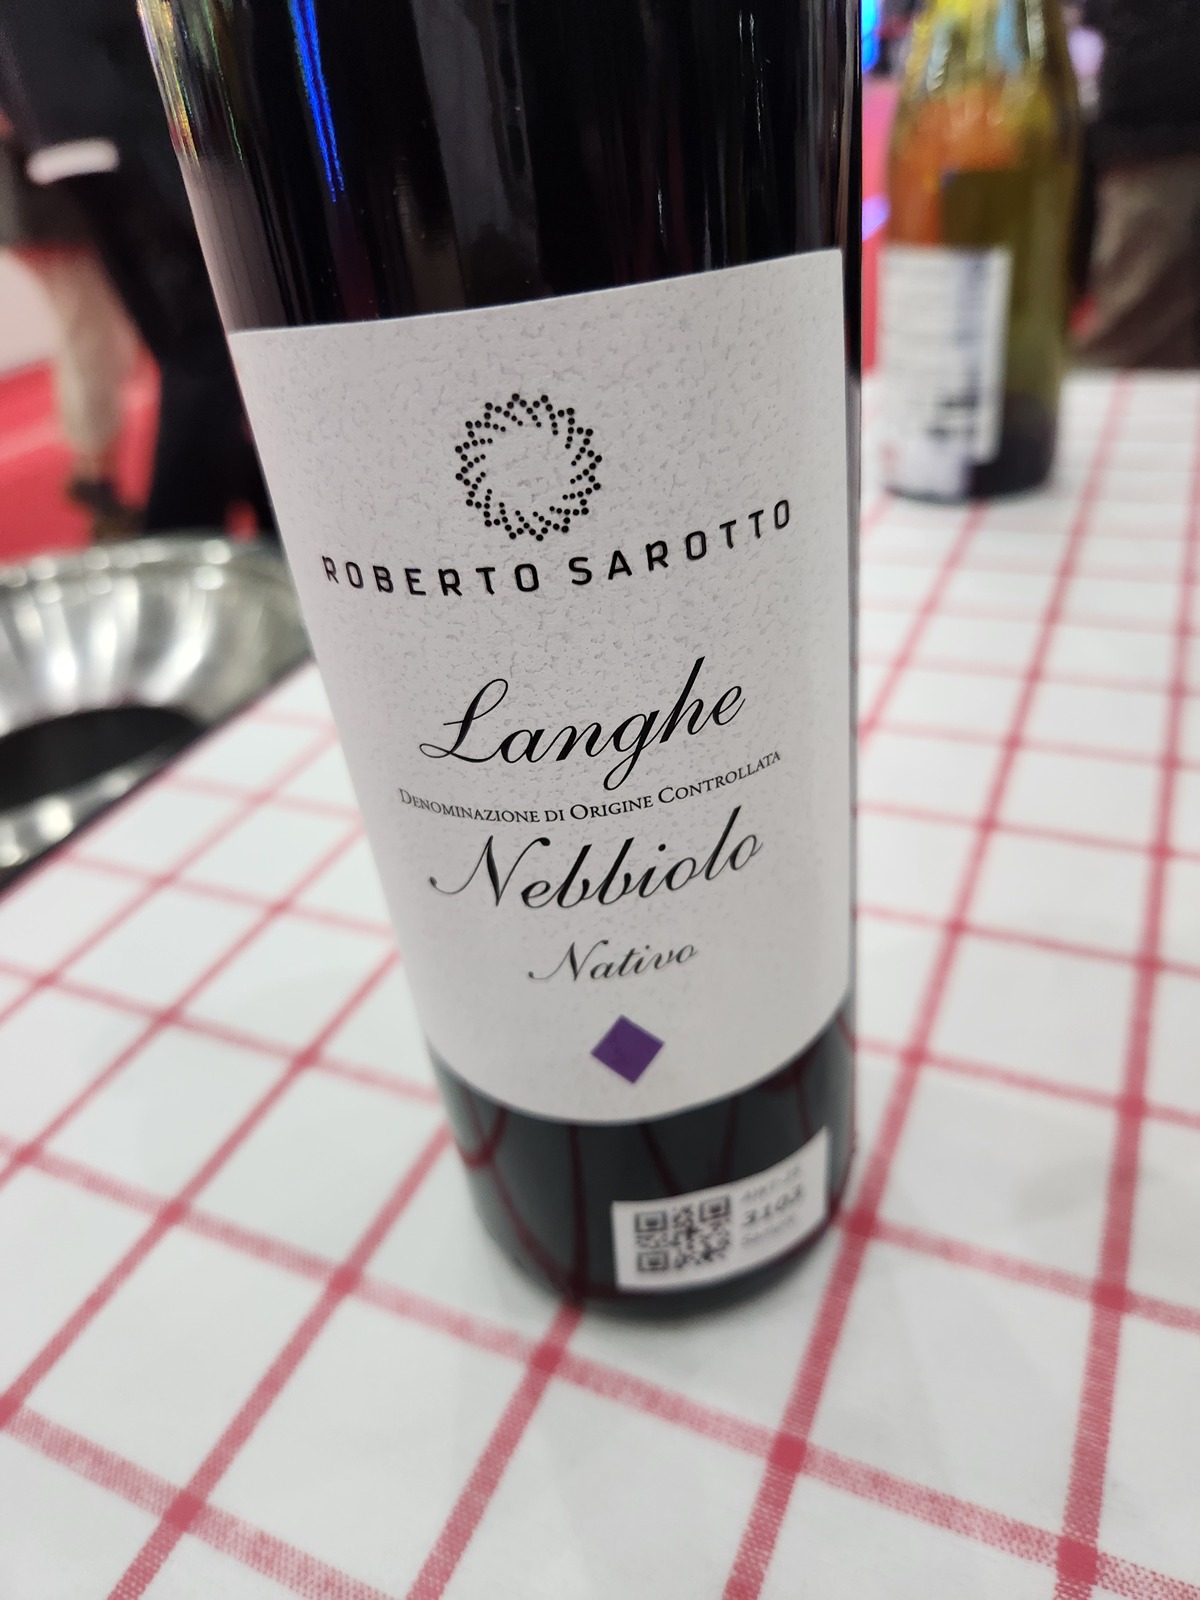 ROBERTO SAROTTO
Langhe
DENOMINAZIONE DI ORIGINE CONTROLLATA
Nebbiolo
Nativo